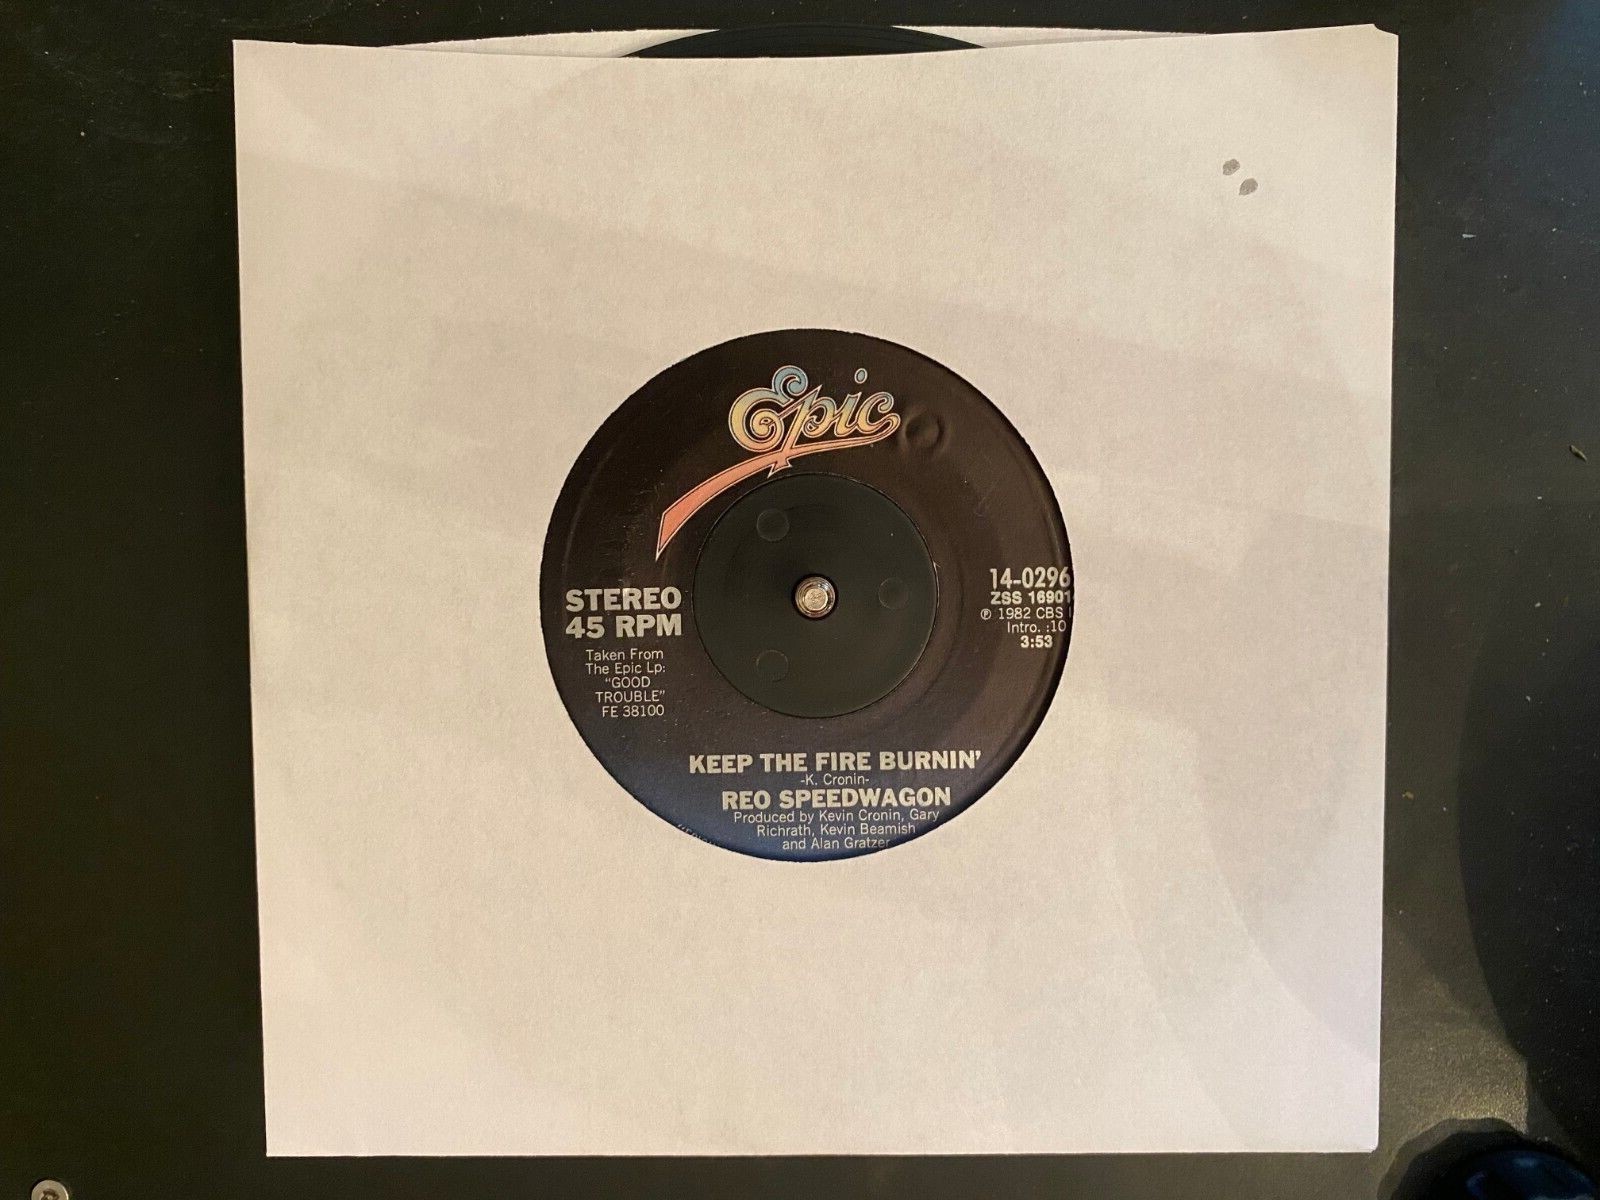 Epic
STEREO
45 RPM
Taken From
The Epic Lp:
"GOOD
TROUBLE"
FE 38100
14-0296
ZSS 16901
℗ 1982 CBS
Intro. :10
3:53
KEEP THE FIRE BURNIN'
-K. Cronin-
REO SPEEDWAGON
Produced by Kevin Cronin, Gary
Richrath, Kevin Beamish
and Alan Gratzer